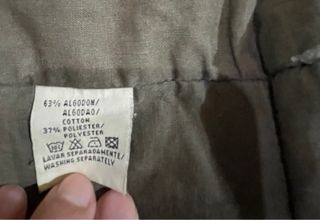 63% ALGODON/
ALGODAO/
COTTON
37% POLIESTER/
POLYESTER
LAVAR SEPARADAMENTE/
WASHING SEPARATELY